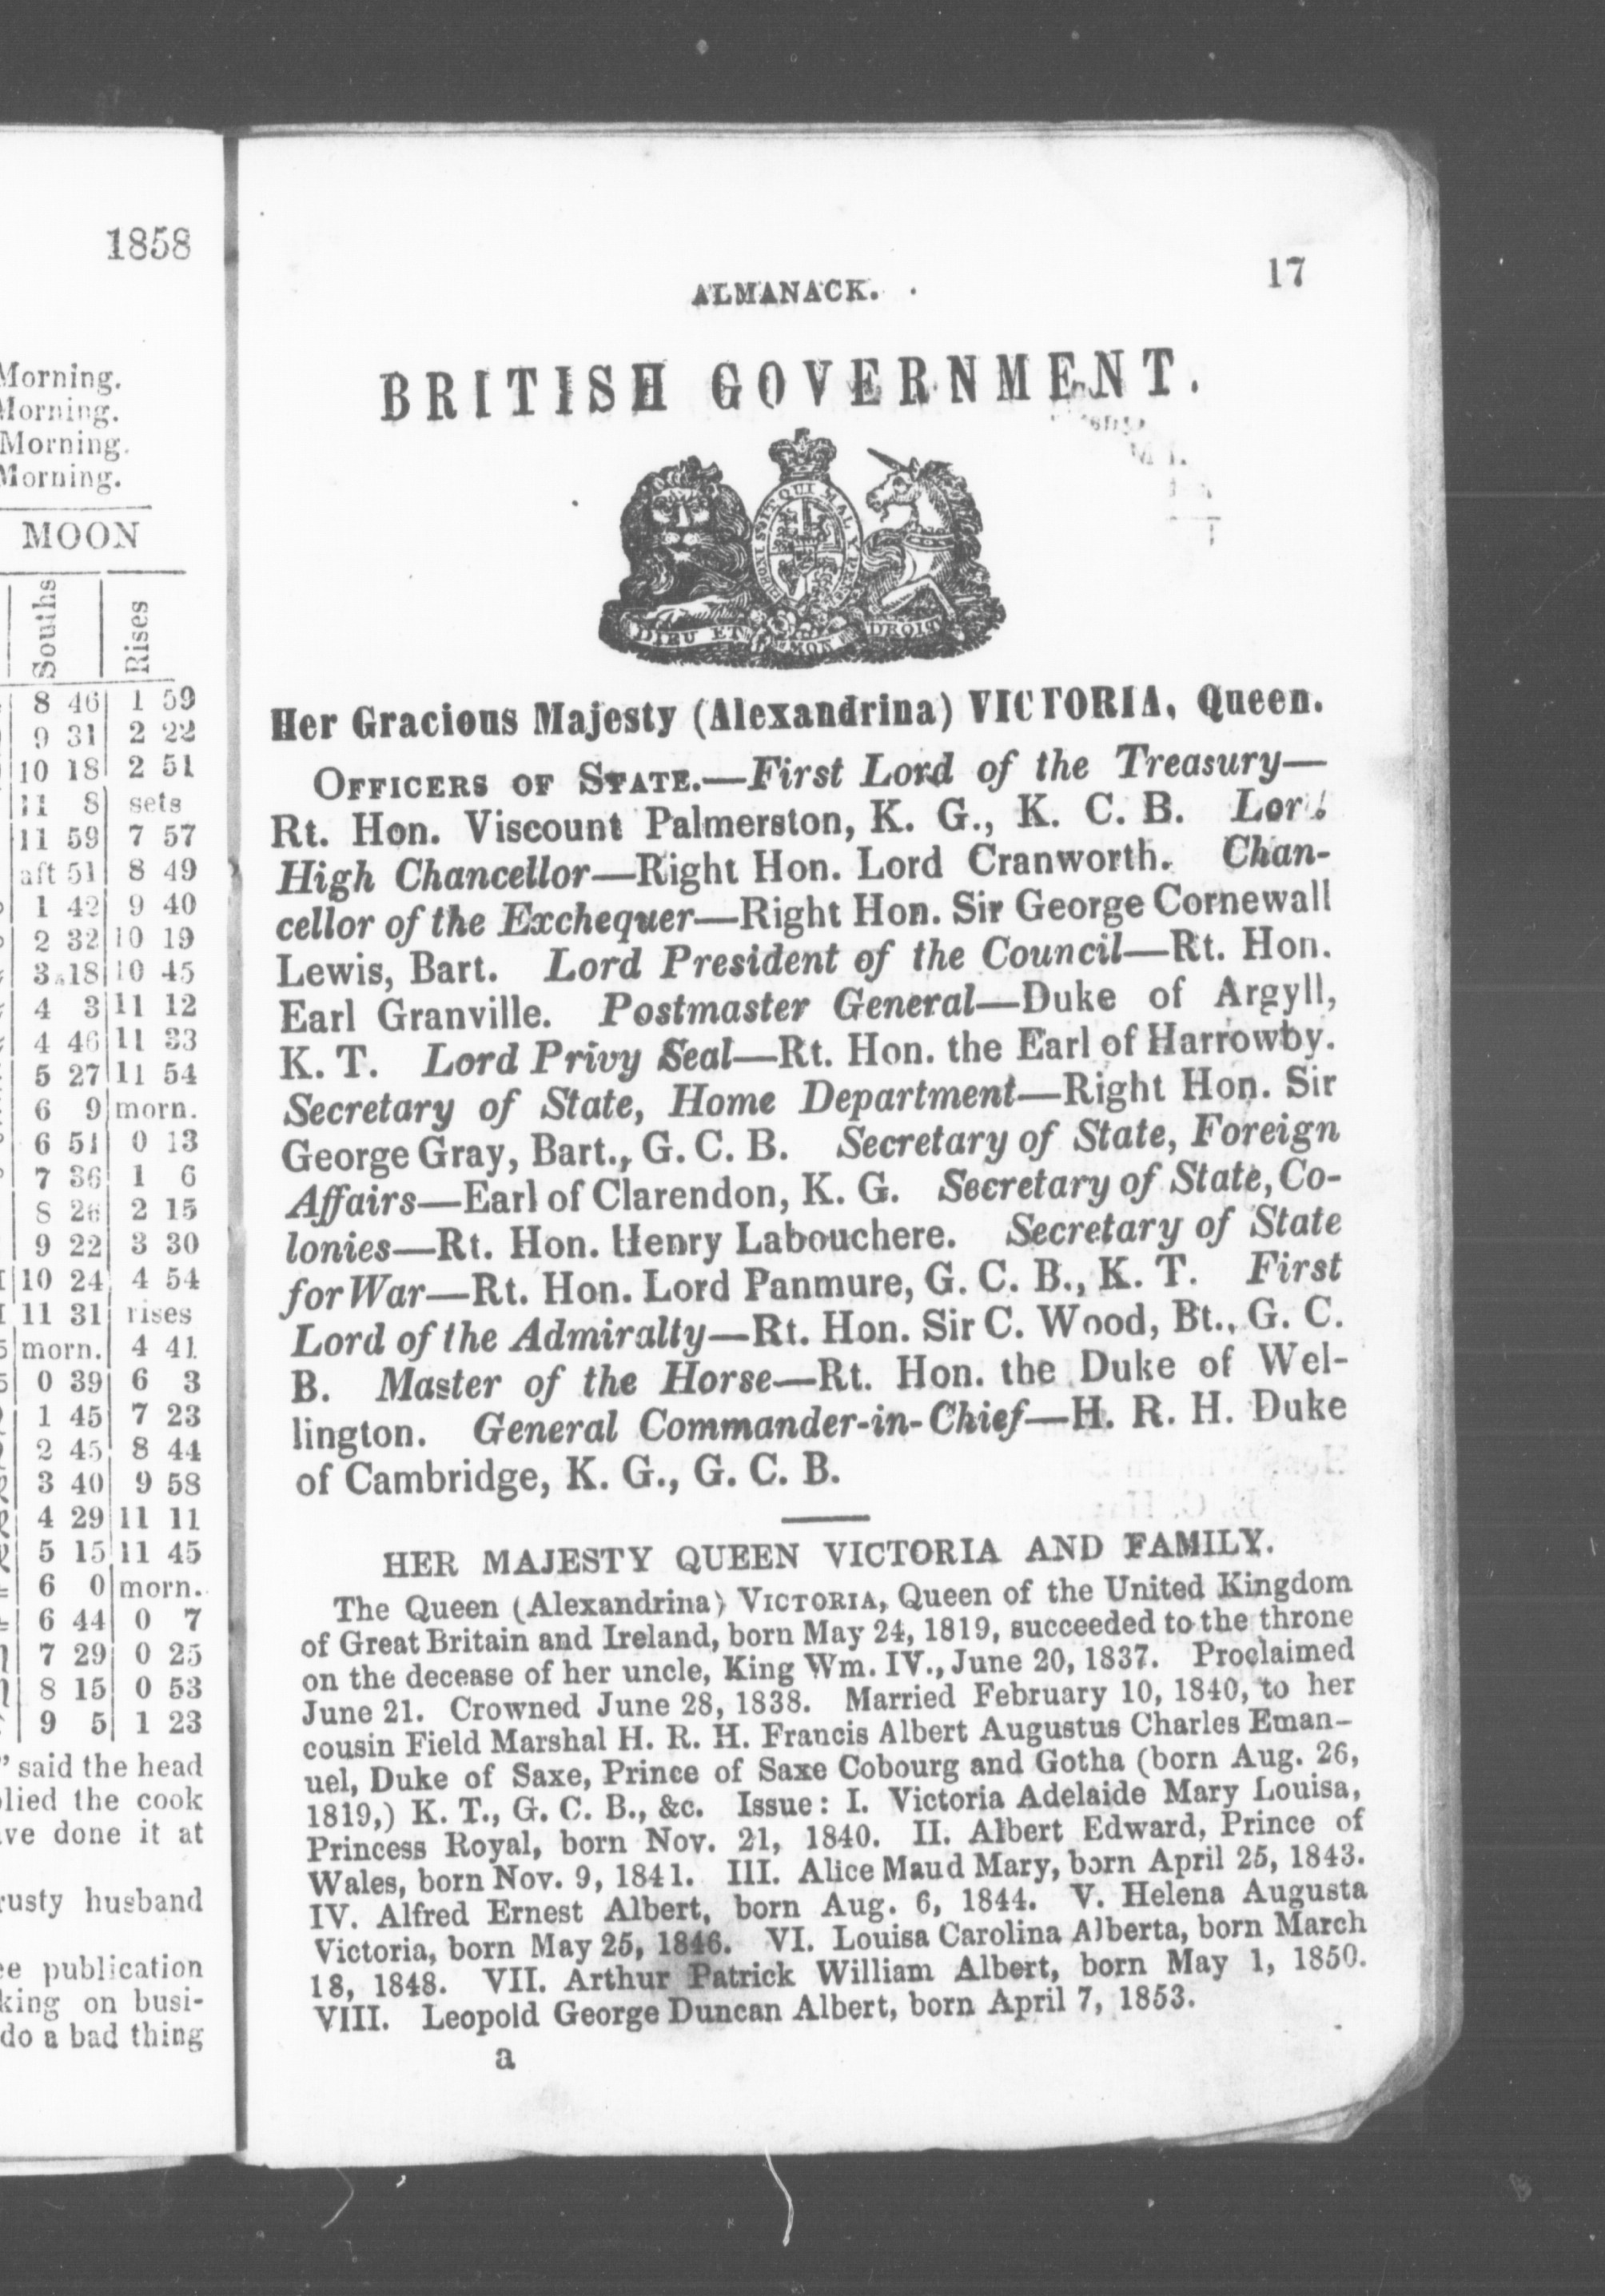 1858
Morning.
Morning.
Morning.
Morning.
MOON
Souths Rises
8 46 1 59
9 31 2 22
10 18 2 51
11 8 sets
11 59 7 57
aft 51 8 49
1 42 9 40
2 32 10 19
3 18 10 45
4 3 11 12
4 46 11 33
5 27 11 54
6 9 morn.
6 51 0 13
7 36 1 6
8 26 2 15
9 22 3 30
10 24 4 54
11 31 rises
morn. 4 41
0 39 6 3
1 45 7 23
2 45 8 44
3 40 9 58
4 29 11 11
5 15 11 45
6 0 morn.
6 44 0 7
7 29 0 25
8 15 0 53
9 5 1 23
" said the head
plied the cook
ve done it at
rusty husband
publication
king on busi-
do a bad thing
ALMANACK.
17
BRITISH GOVERNMENT.
HONI SOIT QUI MAL Y PENSE
DIEU ET MON DROIT
Her Gracious Majesty (Alexandrina) VICTORIA, Queen.
OFFICERS OF STATE.—First Lord of the Treasury—
Rt. Hon. Viscount Palmerston, K. G., K. C. B. Lord
High Chancellor—Right Hon. Lord Cranworth. Chan-
cellor of the Exchequer—Right Hon. Sir George Cornewall
Lewis, Bart. Lord President of the Council—Rt. Hon.
Earl Granville. Postmaster General—Duke of Argyll,
K. T. Lord Privy Seal—Rt. Hon. the Earl of Harrowby.
Secretary of State, Home Department—Right Hon. Sir
George Gray, Bart., G. C. B. Secretary of State, Foreign
Affairs—Earl of Clarendon, K. G. Secretary of State, Co-
lonies—Rt. Hon. Henry Labouchere. Secretary of State
for War—Rt. Hon. Lord Panmure, G. C. B., K. T. First
Lord of the Admiralty—Rt. Hon. Sir C. Wood, Bt., G. C.
B. Master of the Horse—Rt. Hon. the Duke of Wel-
lington. General Commander-in-Chief—H. R. H. Duke
of Cambridge, K. G., G. C. B.
HER MAJESTY QUEEN VICTORIA AND FAMILY.
The Queen (Alexandrina) VICTORIA, Queen of the United Kingdom
of Great Britain and Ireland, born May 24, 1819, succeeded to the throne
on the decease of her uncle, King Wm. IV., June 20, 1837. Proclaimed
June 21. Crowned June 28, 1838. Married February 10, 1840, to her
cousin Field Marshal H. R. H. Francis Albert Augustus Charles Eman-
uel, Duke of Saxe, Prince of Saxe Cobourg and Gotha (born Aug. 26,
1819,) K. T., G. C. B., &c. Issue: I. Victoria Adelaide Mary Louisa,
Princess Royal, born Nov. 21, 1840. II. Albert Edward, Prince of
Wales, born Nov. 9, 1841. III. Alice Maud Mary, born April 25, 1843.
IV. Alfred Ernest Albert, born Aug. 6, 1844. V. Helena Augusta
Victoria, born May 25, 1846. VI. Louisa Carolina Alberta, born March
18, 1848. VII. Arthur Patrick William Albert, born May 1, 1850.
VIII. Leopold George Duncan Albert, born April 7, 1853.
a